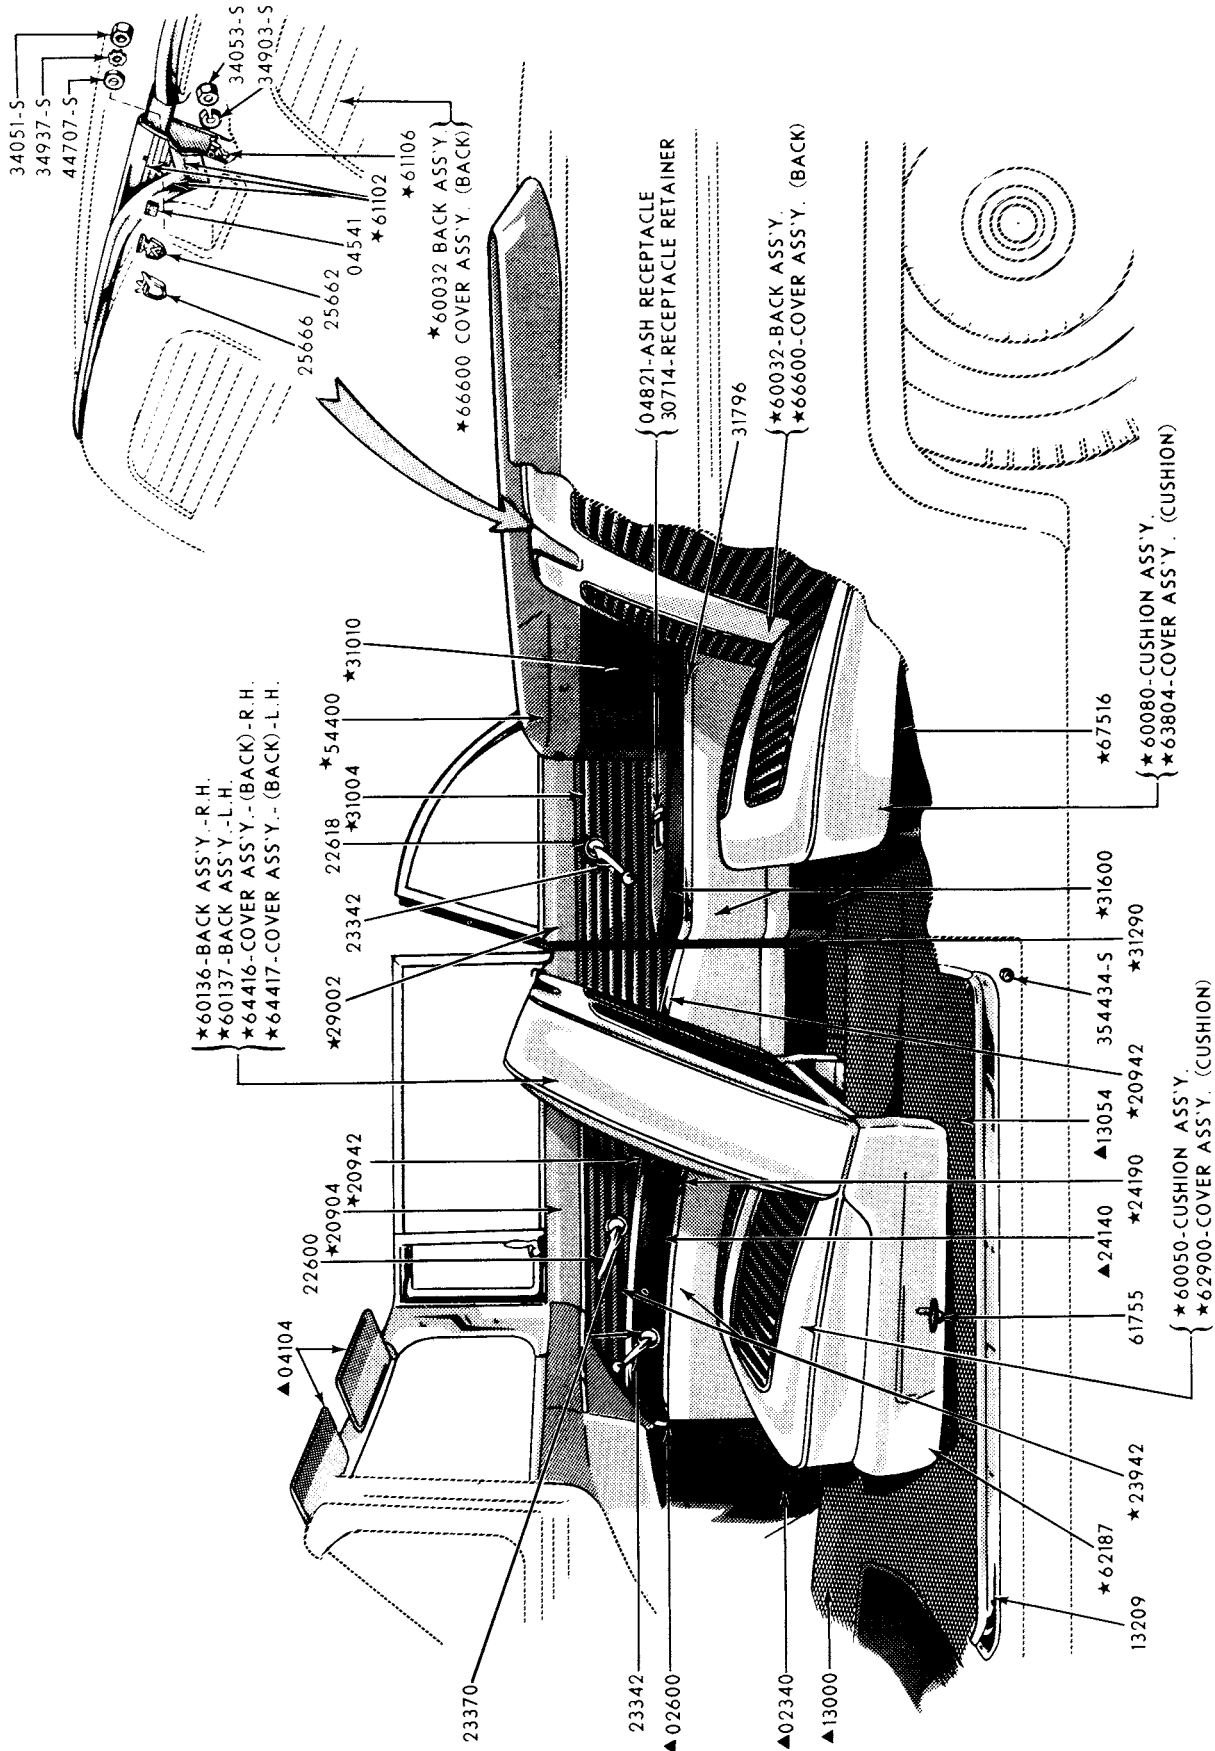 34051-S
34937-S
44707-S
34053-S
34903-S
★61106
★61102
04541
25662
25666
★60032 BACK ASS'Y.
★66600 COVER ASS'Y. (BACK)
04821-ASH RECEPTACLE
30714-RECEPTACLE RETAINER
31796
★60032-BACK ASS'Y.
★66600-COVER ASS'Y. (BACK)
★60136-BACK ASS'Y.-R.H.
★60137-BACK ASS'Y.-L.H.
★64416-COVER ASS'Y.-(BACK)-R.H.
★64417-COVER ASS'Y.-(BACK)-L.H.
★31010
★54400
★31004
22618
23342
★29002
★20942
★20904
22600
▲04104
★67516
★60080-CUSHION ASS'Y.
★63804-COVER ASS'Y. (CUSHION)
★31600
★31290
354434-S
★20942
▲13054
★24190
▲24140
61755
★60050-CUSHION ASS'Y.
★62900-COVER ASS'Y. (CUSHION)
★23942
★62187
13209
23370
23342
▲02600
▲02340
▲13000